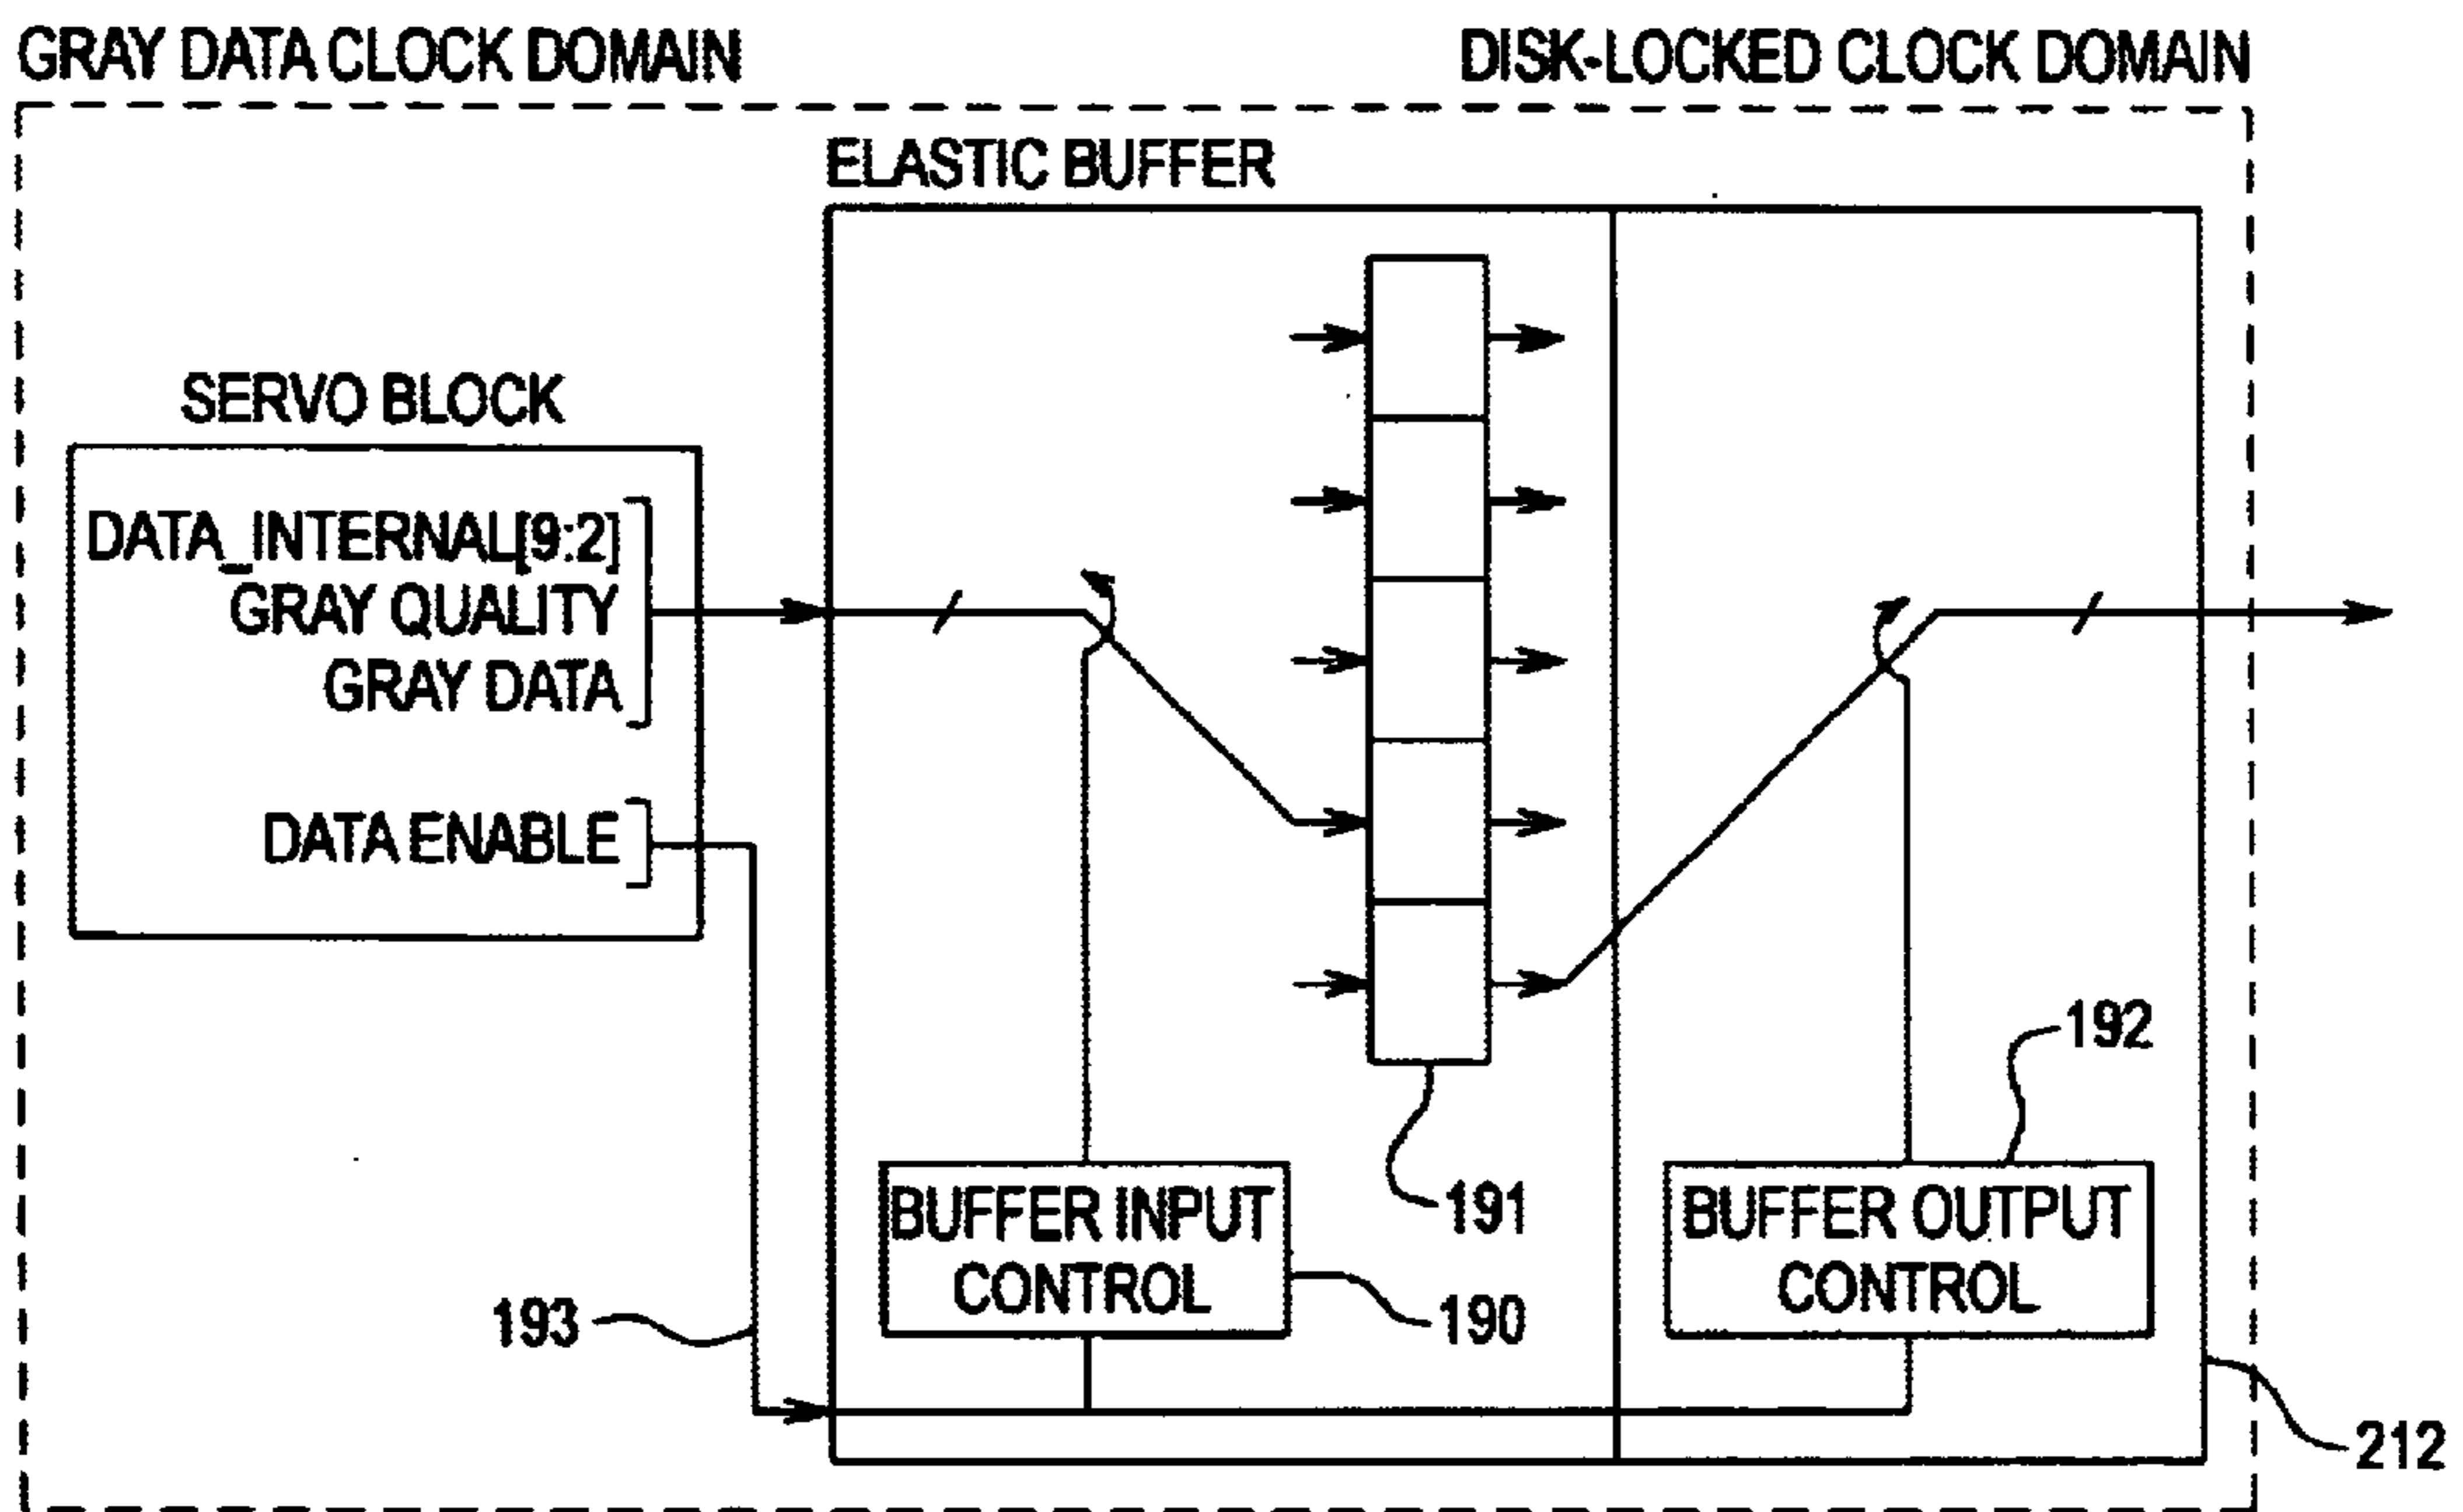 GRAY DATA CLOCK DOMAIN
DISK-LOCKED CLOCK DOMAIN
ELASTIC BUFFER
SERVO BLOCK
DATA_INTERNAL[9:2]
GRAY QUALITY
GRAY DATA
DATA ENABLE
192
191
BUFFER INPUT
CONTROL
BUFFER OUTPUT
CONTROL
193
190
212